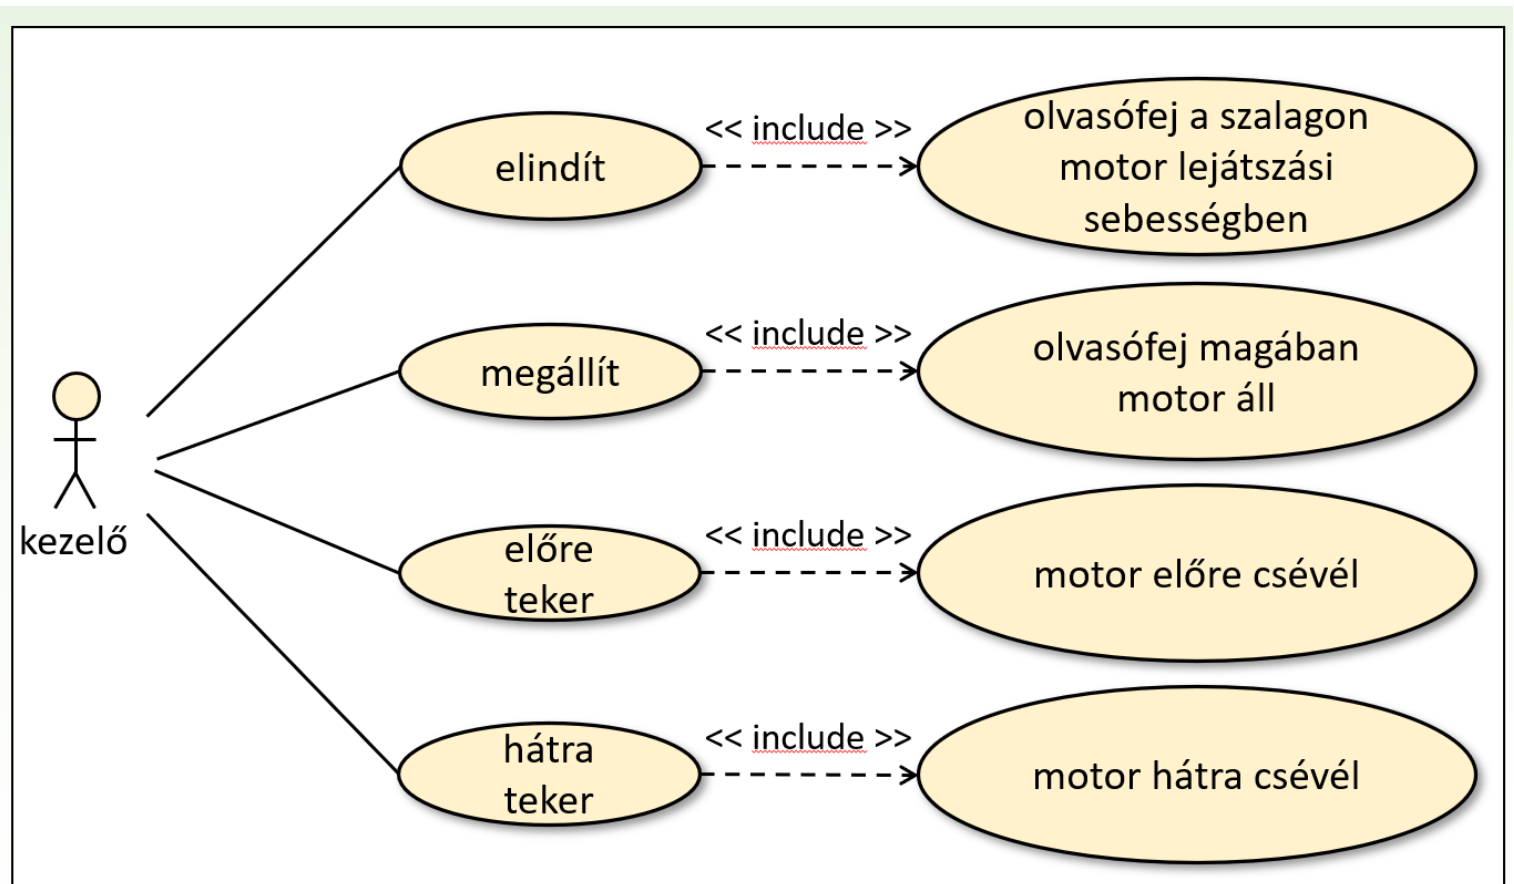 << include >>
olvasófej a szalagon
motor lejátszási
sebességben
elindít
<< include >>
olvasófej magában
motor áll
megállít
kezelő
<< include >>
előre
teker
motor előre csévél
<< include >>
hátra
teker
motor hátra csévél